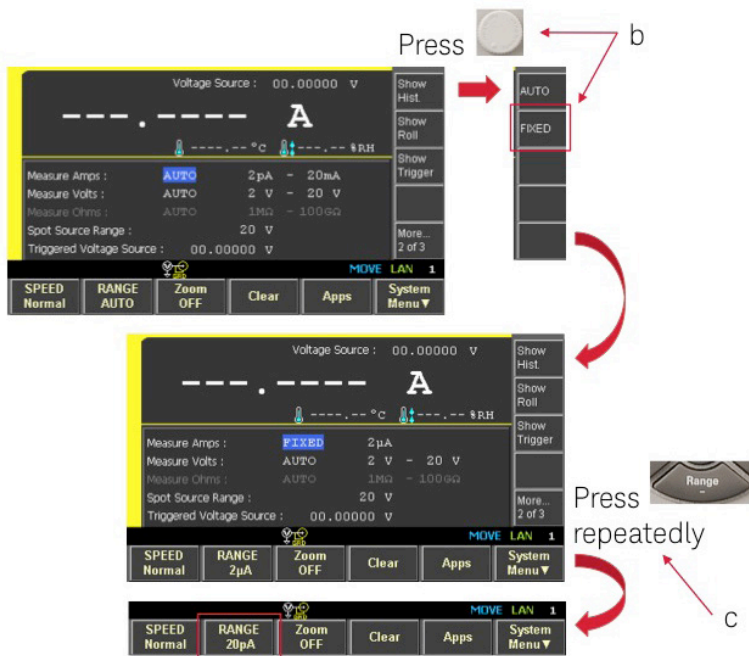 Press
b
Voltage Source : 00.00000 V
---.---- A
----.-- °C ---.-- %RH
Show Hist.
Show Roll
Show Trigger
More... 2 of 3
Measure Amps : AUTO 2pA - 20mA
Measure Volts : AUTO 2 V - 20 V
Measure Ohms : AUTO 1MΩ - 100GΩ
Spot Source Range : 20 V
Triggered Voltage Source : 00.00000 V
GRD MOVE LAN 1
SPEED RANGE Zoom Clear Apps System
Normal AUTO OFF Menu▼
AUTO
FIXED
Voltage Source : 00.00000 V
---.---- A
----.-- °C ---.-- %RH
Show Hist.
Show Roll
Show Trigger
More... 2 of 3
Measure Amps : FIXED 2µA
Measure Volts : AUTO 2 V - 20 V
Measure Ohms : AUTO 1MΩ - 100GΩ
Spot Source Range : 20 V
Triggered Voltage Source : 00.00000 V
GRD MOVE LAN 1
SPEED RANGE Zoom Clear Apps System
Normal 2µA OFF Menu▼
Press Range −
repeatedly
c
GRD MOVE LAN 1
SPEED RANGE Zoom Clear Apps System
Normal 20pA OFF Menu▼